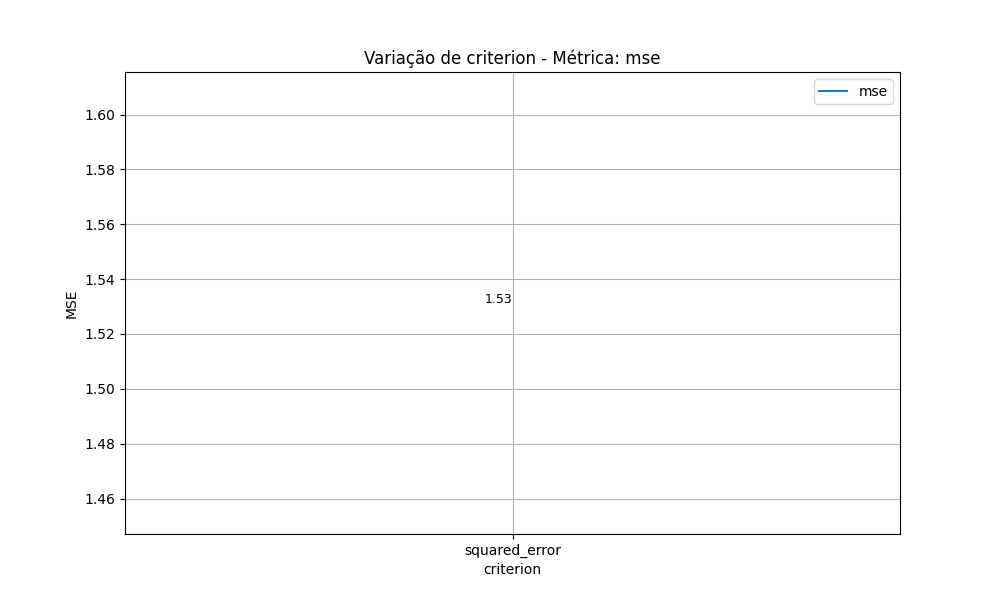 Variação de criterion - Métrica: mse
mse
1.60
1.58
1.56
1.54
1.53
1.52
1.50
1.48
1.46
MSE
squared_error
criterion